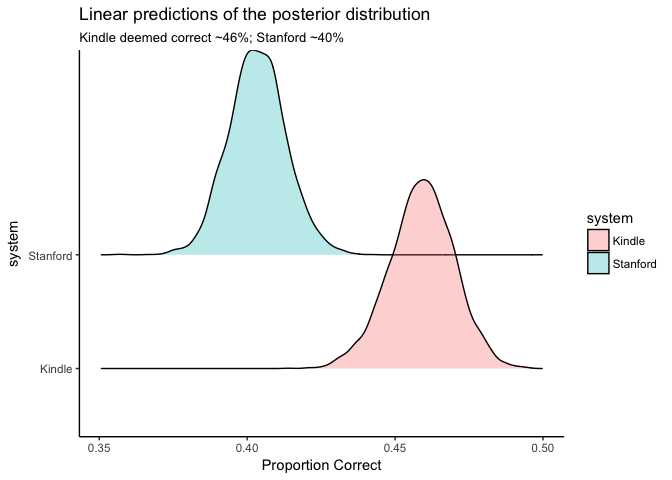 Linear predictions of the posterior distribution
Kindle deemed correct ~46%; Stanford ~40%
system
Stanford
Kindle
0.35
0.40
0.45
0.50
Proportion Correct
system
Kindle
Stanford